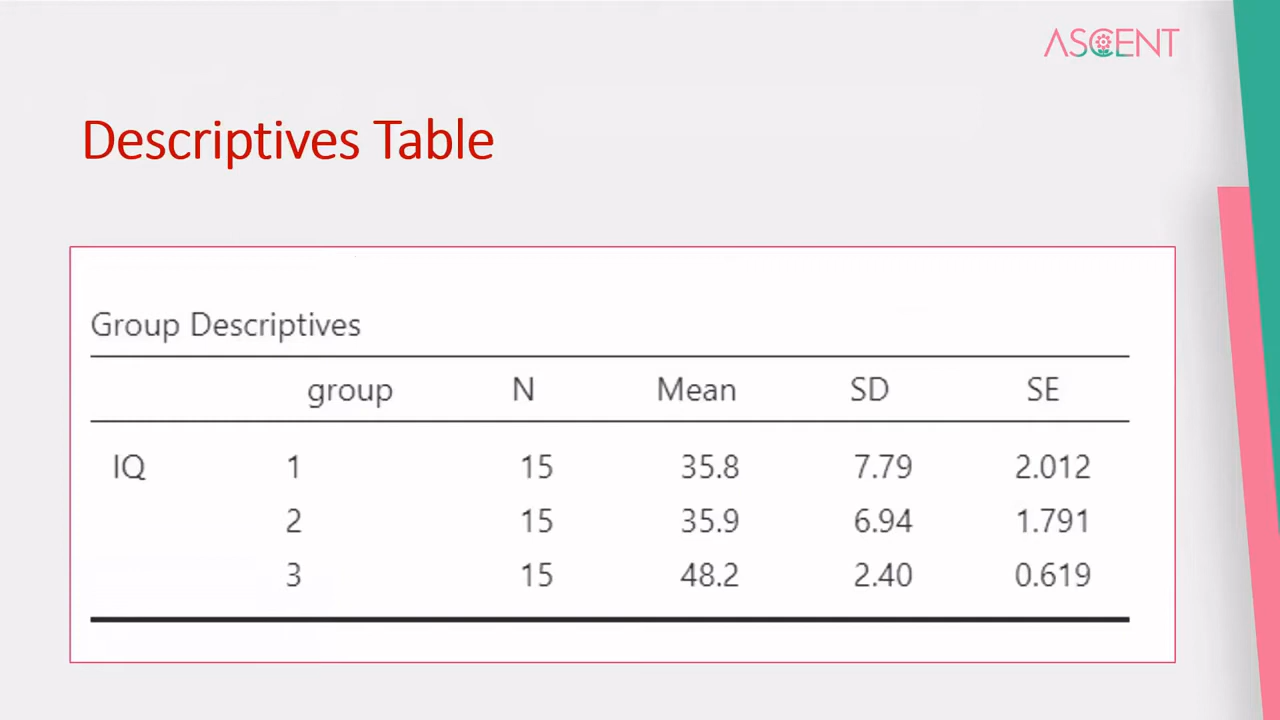 ASCENT
Descriptives Table
Group Descriptives
group N Mean SD SE
IQ 1 15 35.8 7.79 2.012
2 15 35.9 6.94 1.791
3 15 48.2 2.40 0.619